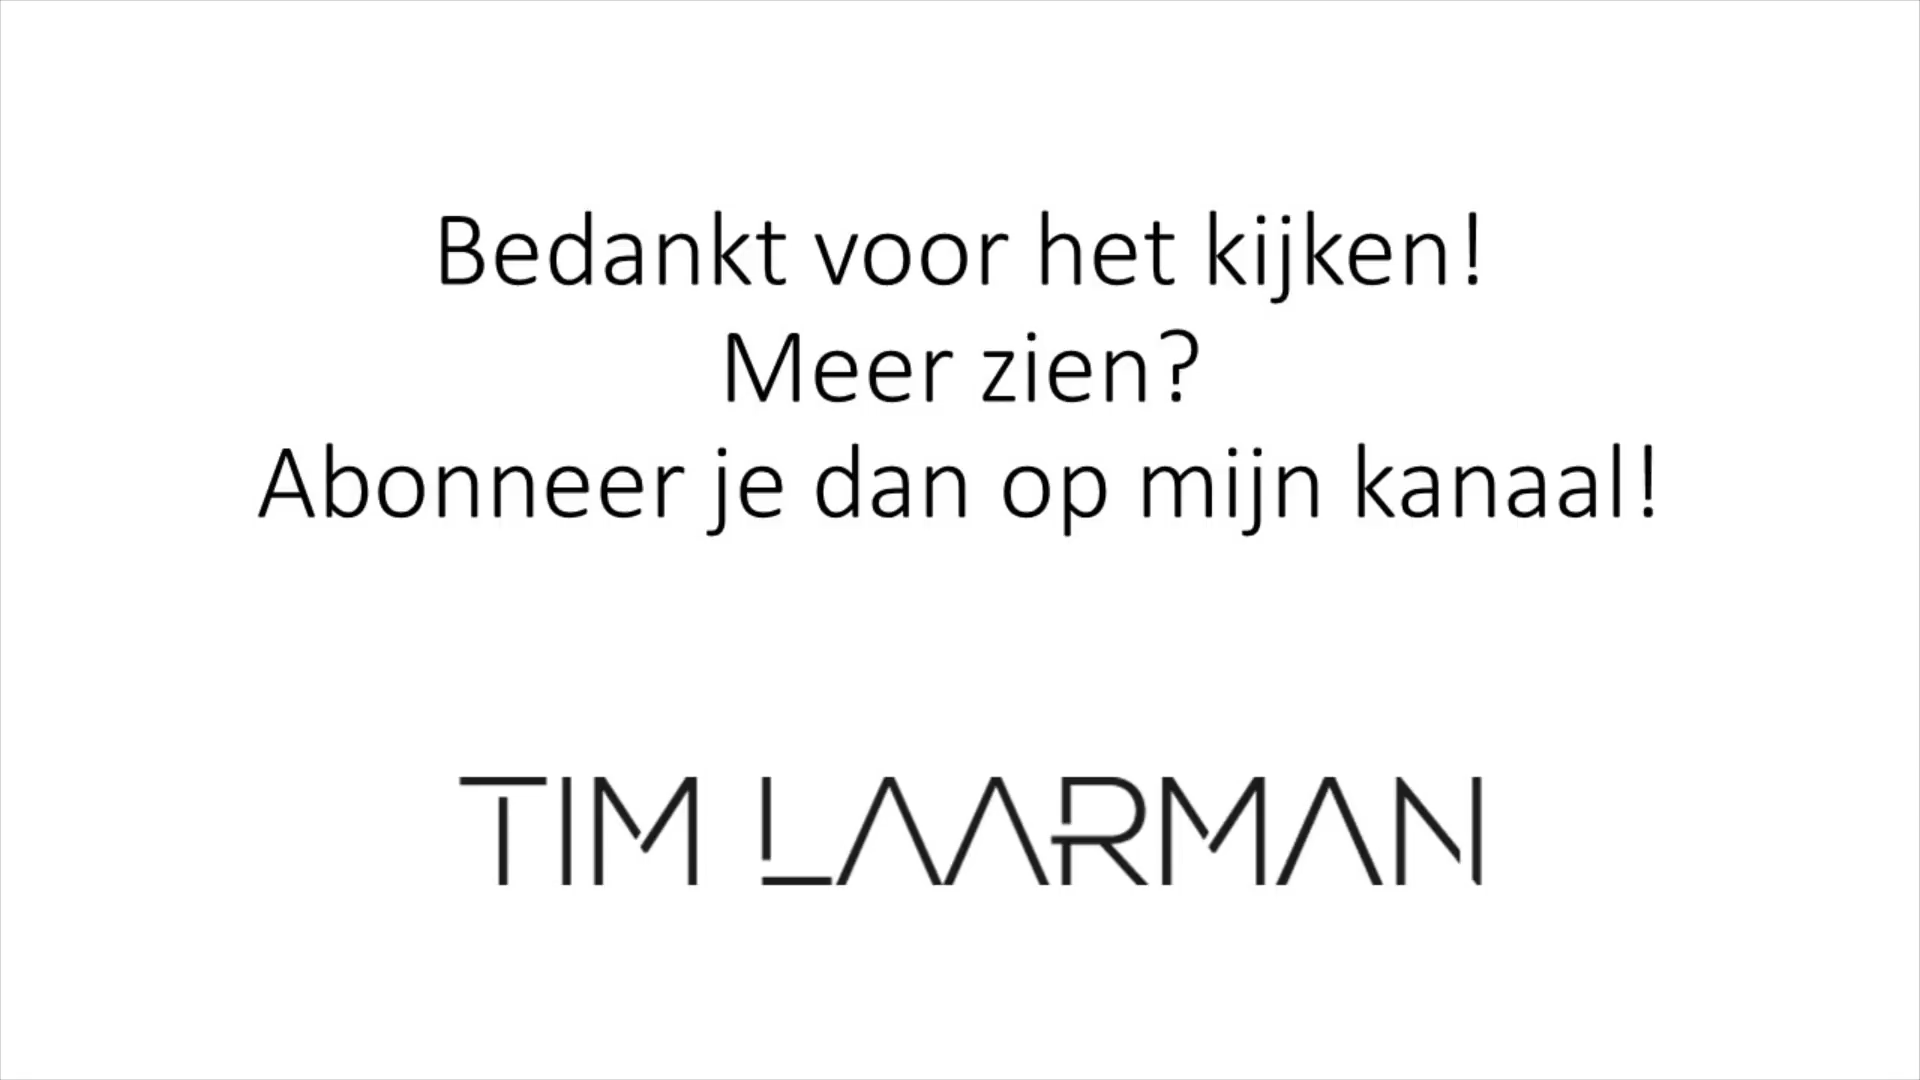 Bedankt voor het kijken!
Meer zien?
Abonneer je dan op mijn kanaal!
TIM LAARMAN